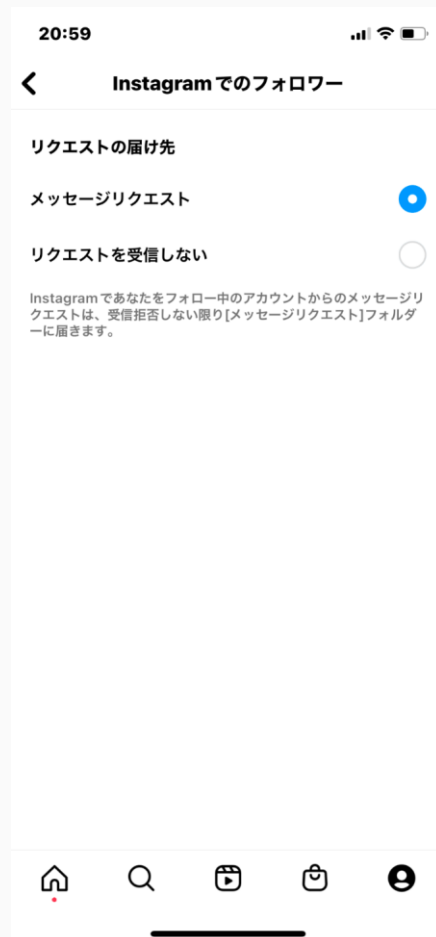 20:59
Instagramでのフォロワー
リクエストの届け先
メッセージリクエスト
リクエストを受信しない
Instagramであなたをフォロー中のアカウントからのメッセージリ
クエストは、受信拒否しない限り[メッセージリクエスト]フォルダ
ーに届きます。